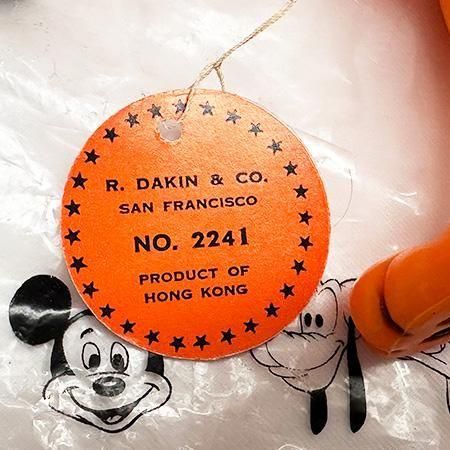 R. DAKIN & CO.
SAN FRANCISCO
NO. 2241
PRODUCT OF
HONG KONG